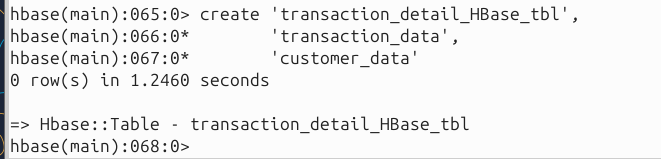 hbase(main):065:0> create 'transaction_detail_HBase_tbl',
hbase(main):066:0*        'transaction_data',
hbase(main):067:0*        'customer_data'
0 row(s) in 1.2460 seconds

=> Hbase::Table - transaction_detail_HBase_tbl
hbase(main):068:0>